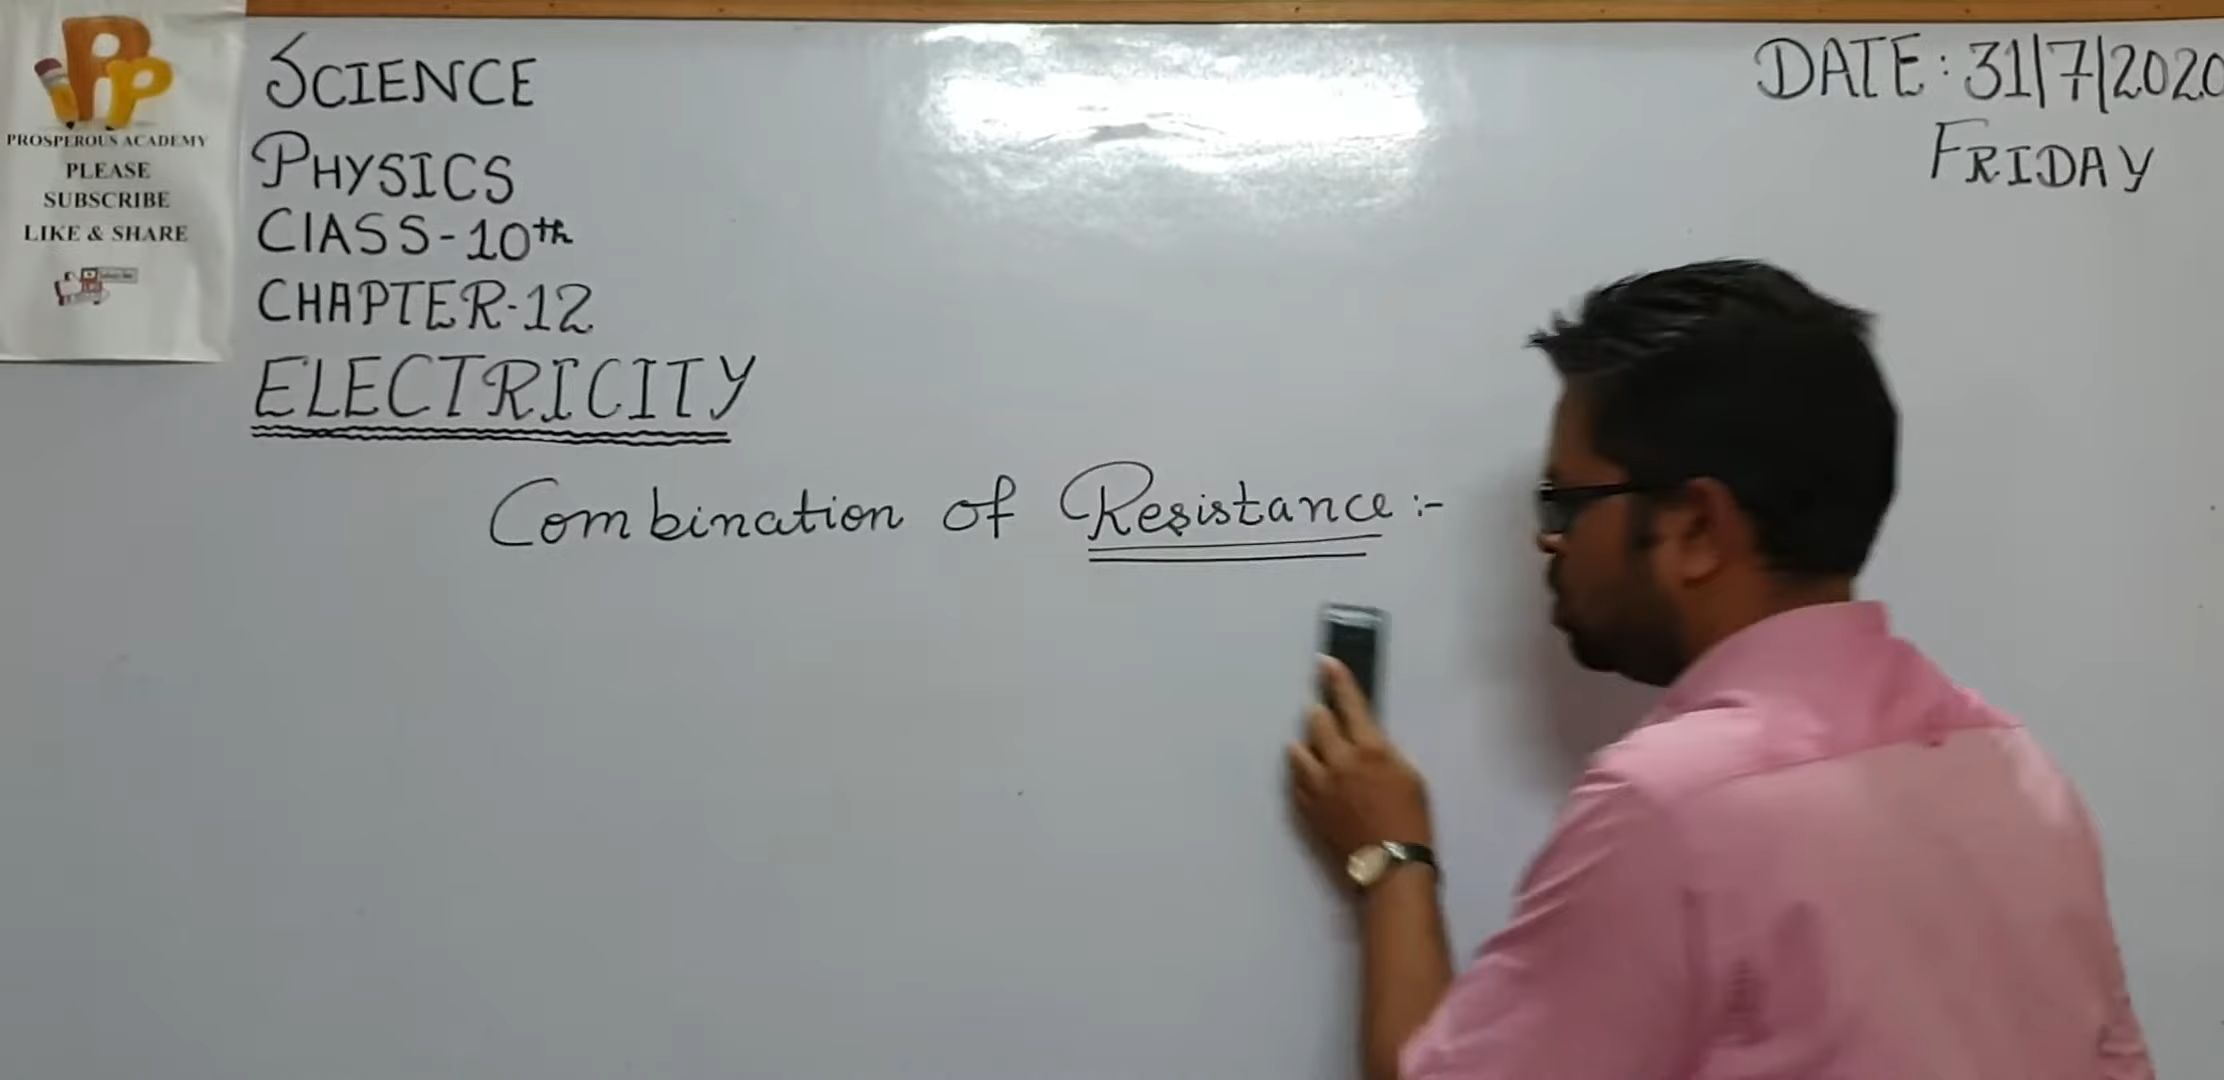 PROSPEROUS ACADEMY
PLEASE
SUBSCRIBE
LIKE & SHARE
SCIENCE
PHYSICS
ClASS-10th
CHAPTER-12
ELECTRICITY
DATE: 31/7/2020
FRIDAY
Combination of Resistance:-